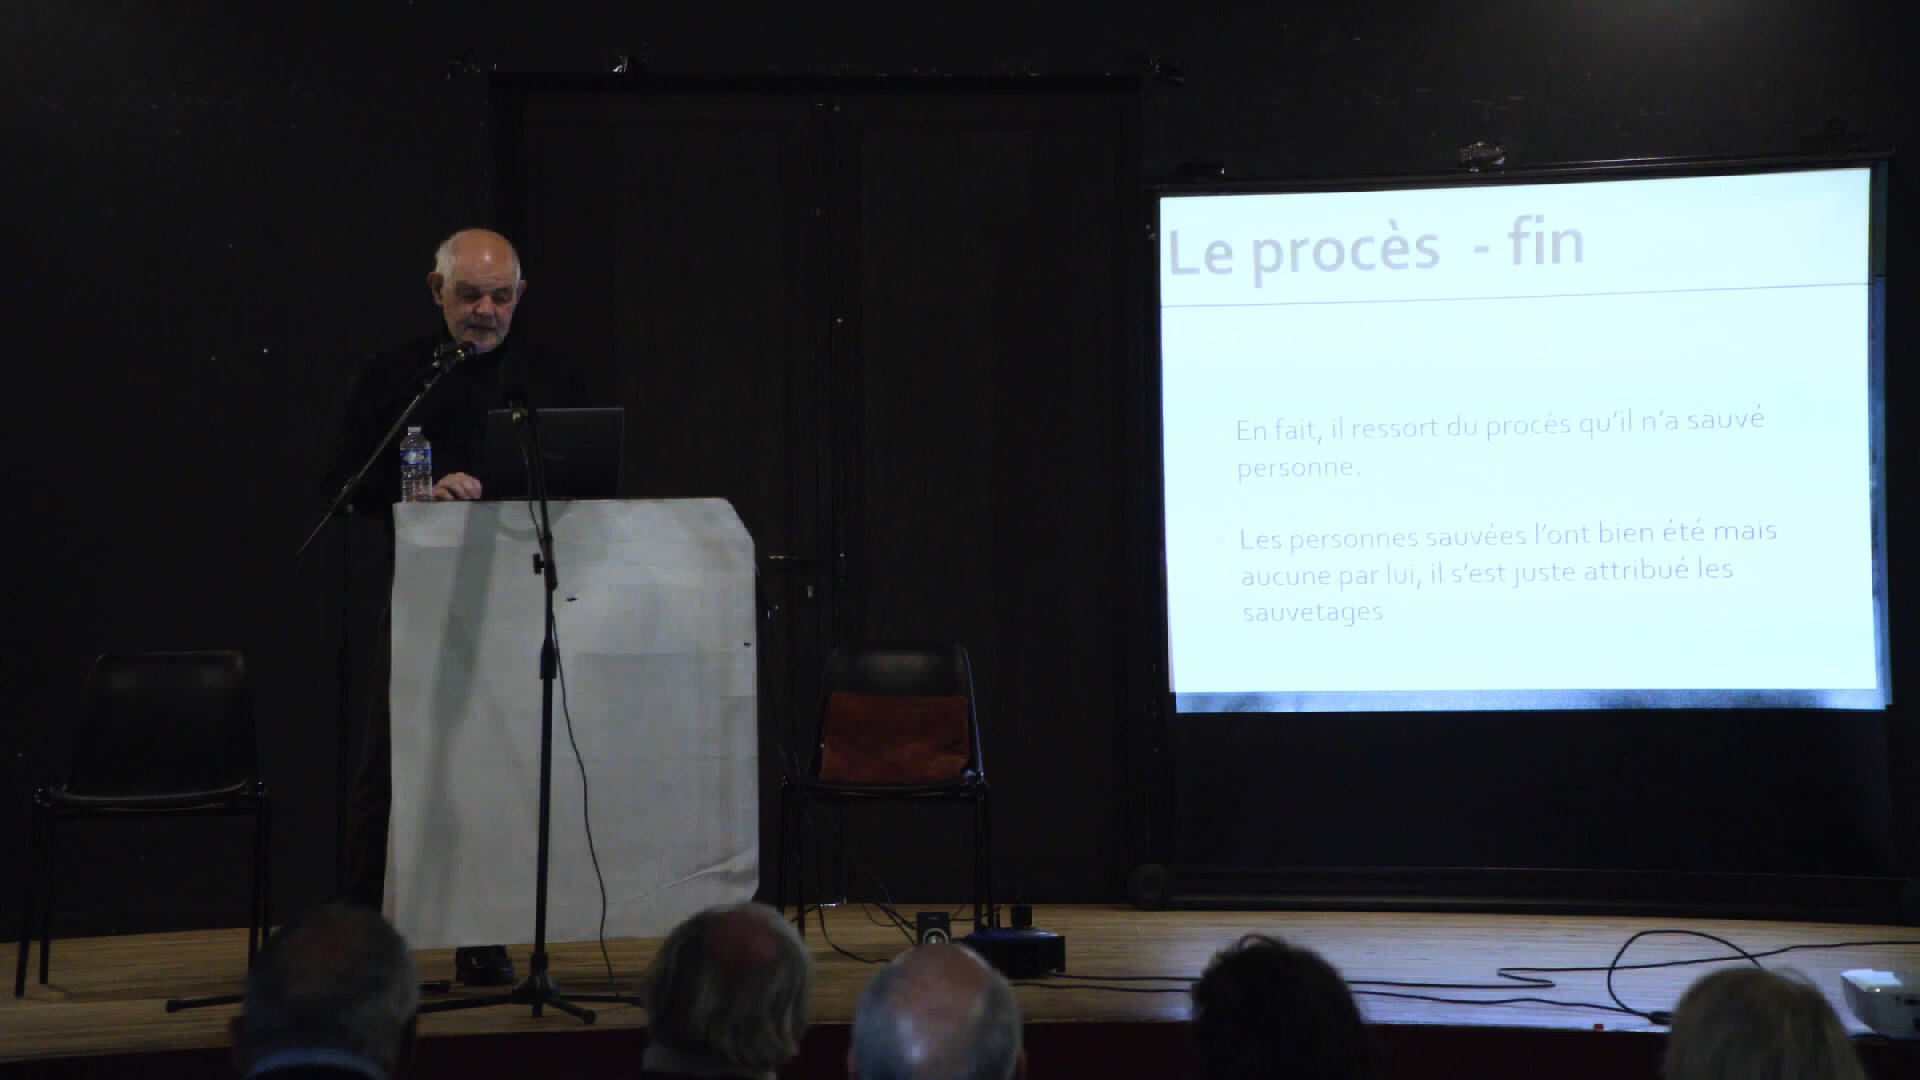 Le procès - fin
En fait, il ressort du procès qu'il n'a sauvé
personne.
Les personnes sauvées l'ont bien été mais
aucune par lui, il s'est juste attribué les
sauvetages